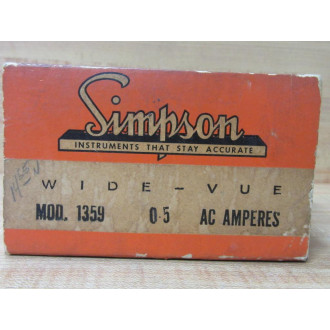 Simpson
INSTRUMENTS THAT STAY ACCURATE
WIDE-VUE
MOD. 1359 0-5 AC AMPERES